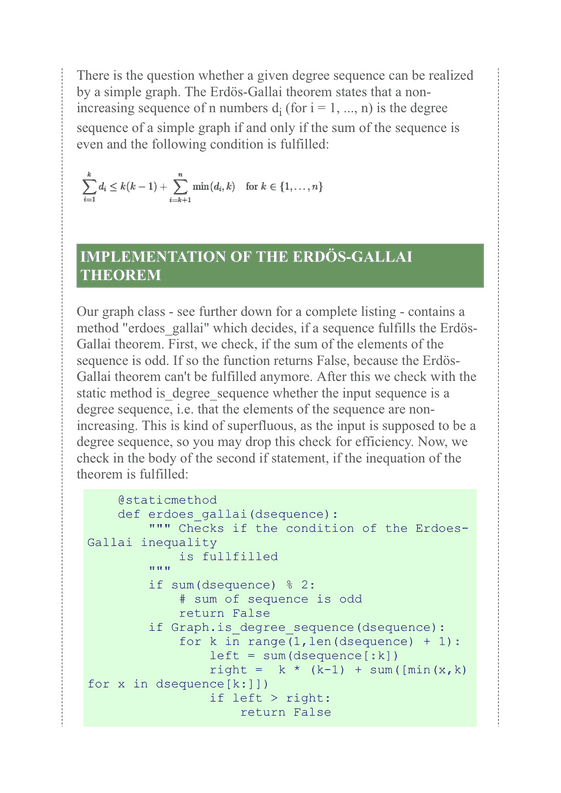 There is the question whether a given degree sequence can be realized
by a simple graph. The Erdös-Gallai theorem states that a non-
increasing sequence of n numbers di (for i = 1, ..., n) is the degree
sequence of a simple graph if and only if the sum of the sequence is
even and the following condition is fulfilled:
∑_{i=1}^{k} d_i ≤ k(k − 1) + ∑_{i=k+1}^{n} min(d_i, k) for k ∈ {1, . . . , n}
IMPLEMENTATION OF THE ERDÖS-GALLAI
THEOREM
Our graph class - see further down for a complete listing - contains a
method "erdoes_gallai" which decides, if a sequence fulfills the Erdös-
Gallai theorem. First, we check, if the sum of the elements of the
sequence is odd. If so the function returns False, because the Erdös-
Gallai theorem can't be fulfilled anymore. After this we check with the
static method is_degree_sequence whether the input sequence is a
degree sequence, i.e. that the elements of the sequence are non-
increasing. This is kind of superfluous, as the input is supposed to be a
degree sequence, so you may drop this check for efficiency. Now, we
check in the body of the second if statement, if the inequation of the
theorem is fulfilled:
@staticmethod
def erdoes_gallai(dsequence):
""" Checks if the condition of the Erdoes-
Gallai inequality
is fullfilled
"""
if sum(dsequence) % 2:
# sum of sequence is odd
return False
if Graph.is_degree_sequence(dsequence):
for k in range(1,len(dsequence) + 1):
left = sum(dsequence[:k])
right =  k * (k-1) + sum([min(x,k)
for x in dsequence[k:]])
if left > right:
return False